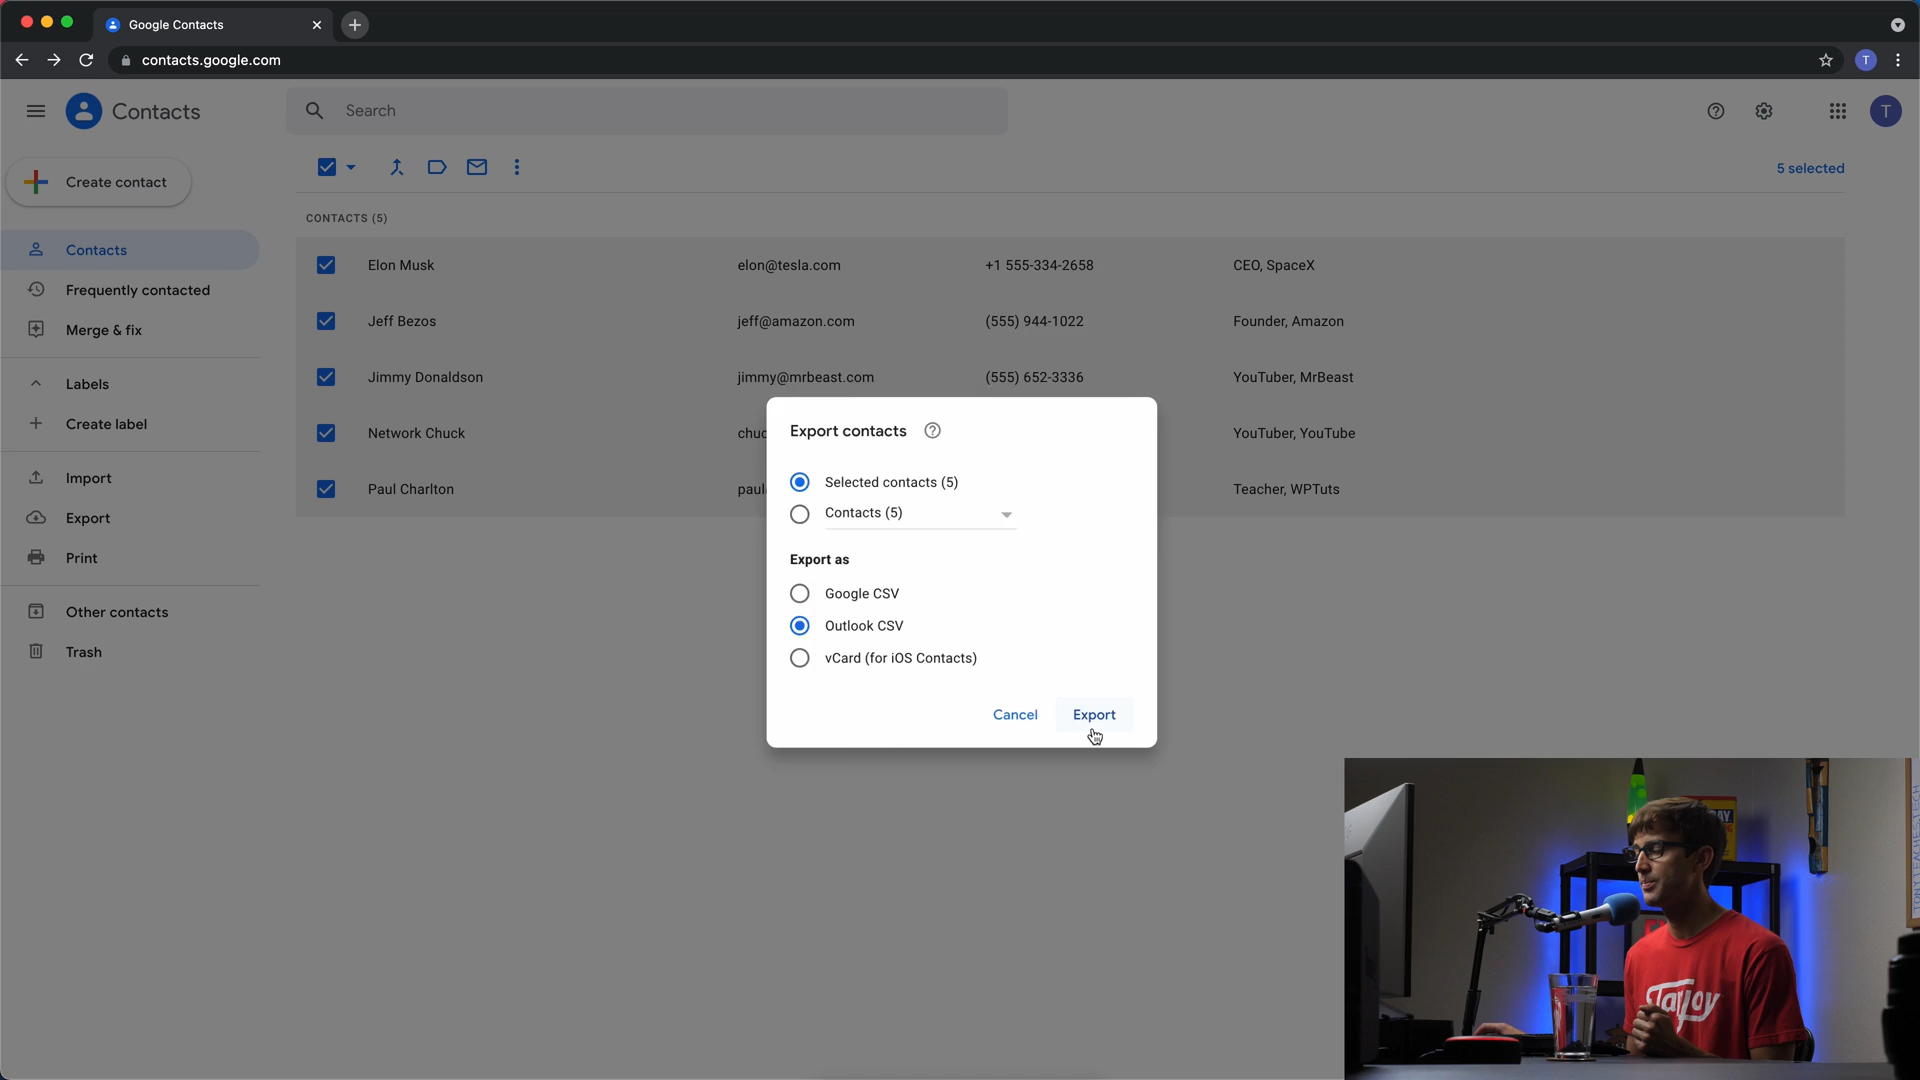 Google Contacts
contacts.google.com
T
Contacts
Search
T
Create contact
5 selected
CONTACTS (5)
Contacts
Frequently contacted
Merge & fix
Labels
Create label
Import
Export
Print
Other contacts
Trash
Elon Musk elon@tesla.com +1 555-334-2658 CEO, SpaceX
Jeff Bezos jeff@amazon.com (555) 944-1022 Founder, Amazon
Jimmy Donaldson jimmy@mrbeast.com (555) 652-3336 YouTuber, MrBeast
Network Chuck chuc YouTuber, YouTube
Paul Charlton paul Teacher, WPTuts
Export contacts
Selected contacts (5)
Contacts (5)
Export as
Google CSV
Outlook CSV
vCard (for iOS Contacts)
Cancel Export